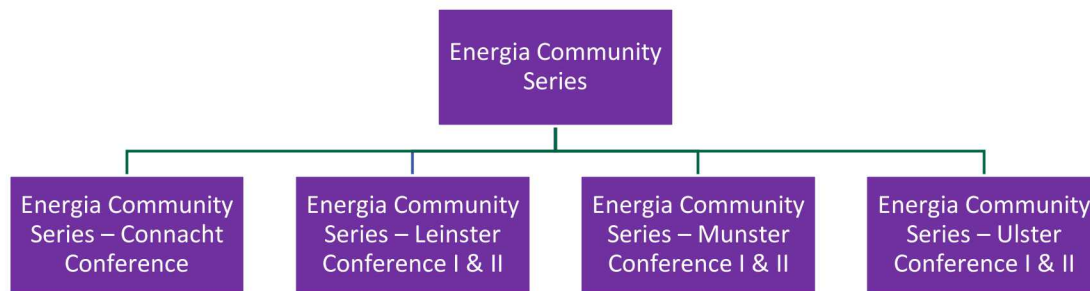 Energia Community
Series
Energia Community
Series – Connacht
Conference
Energia Community
Series – Leinster
Conference I & II
Energia Community
Series – Munster
Conference I & II
Energia Community
Series – Ulster
Conference I & II